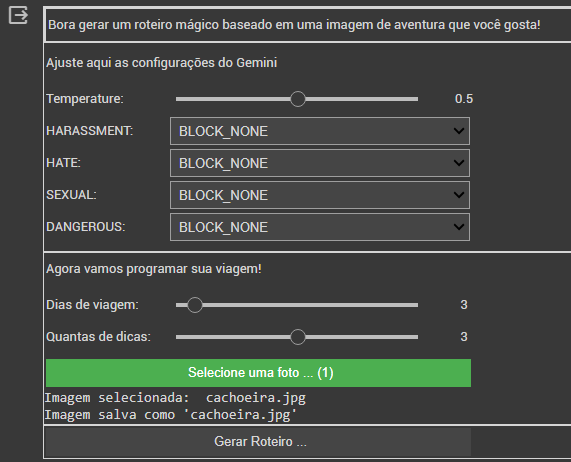 Bora gerar um roteiro mágico baseado em uma imagem de aventura que você gosta!
Ajuste aqui as configurações do Gemini
Temperature: 0.5
HARASSMENT: BLOCK_NONE
HATE: BLOCK_NONE
SEXUAL: BLOCK_NONE
DANGEROUS: BLOCK_NONE
Agora vamos programar sua viagem!
Dias de viagem: 3
Quantas de dicas: 3
Selecione uma foto ... (1)
Imagem selecionada:  cachoeira.jpg
Imagem salva como 'cachoeira.jpg'
Gerar Roteiro ...